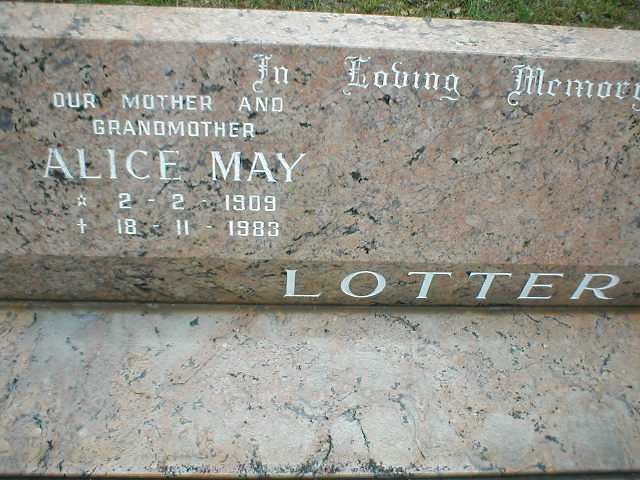 In Loving Memory
OUR MOTHER AND
GRANDMOTHER
ALICE MAY
☆ 2 - 2 - 1909
† 18 - 11 - 1983
LOTTER